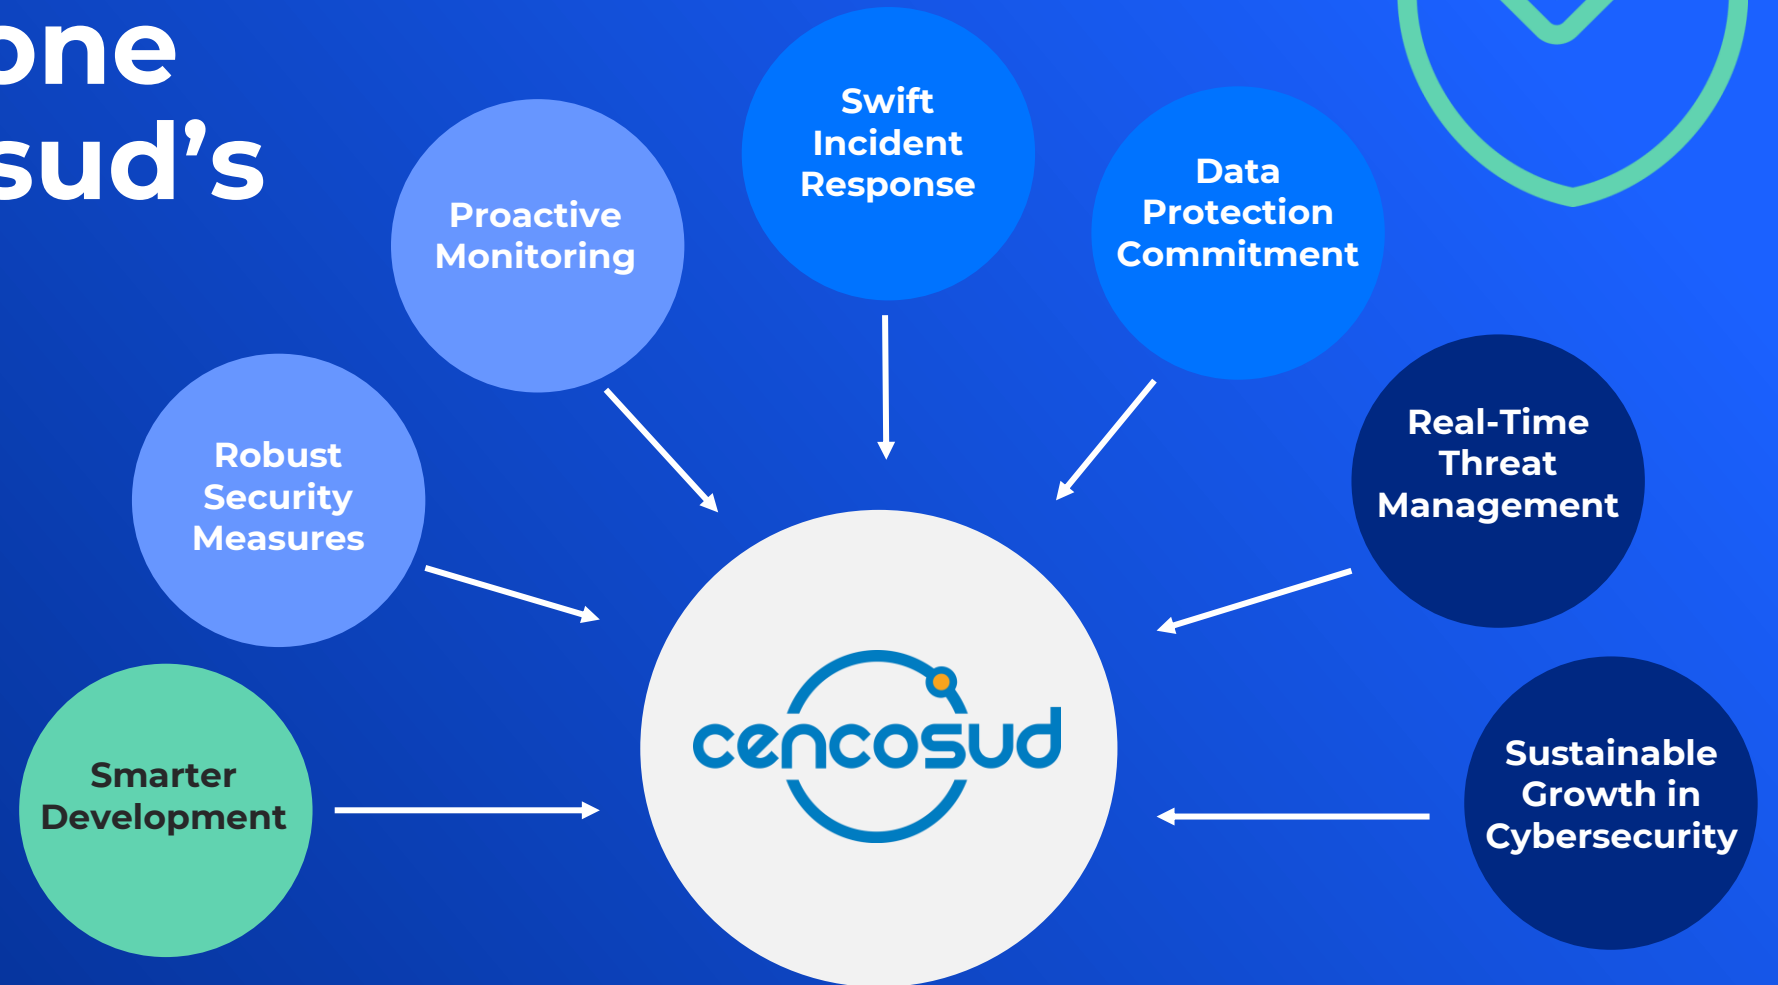 one
sud’s
Swift
Incident
Response
Proactive
Monitoring
Data
Protection
Commitment
Robust
Security
Measures
Real-Time
Threat
Management
Smarter
Development
cencosud
Sustainable
Growth in
Cybersecurity